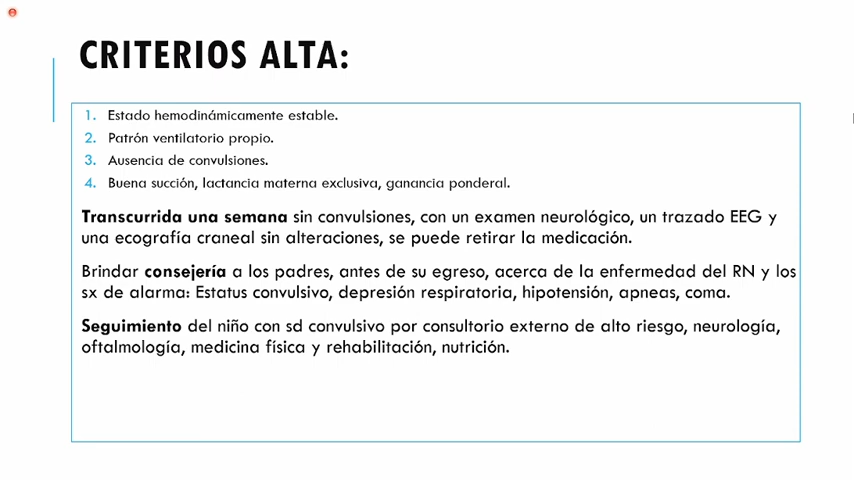 CRITERIOS ALTA:
1. Estado hemodinámicamente estable.
2. Patrón ventilatorio propio.
3. Ausencia de convulsiones.
4. Buena succión, lactancia materna exclusiva, ganancia ponderal.
Transcurrida una semana sin convulsiones, con un examen neurológico, un trazado EEG y
una ecografía craneal sin alteraciones, se puede retirar la medicación.
Brindar consejería a los padres, antes de su egreso, acerca de la enfermedad del RN y los
sx de alarma: Estatus convulsivo, depresión respiratoria, hipotensión, apneas, coma.
Seguimiento del niño con sd convulsivo por consultorio externo de alto riesgo, neurología,
oftalmología, medicina física y rehabilitación, nutrición.